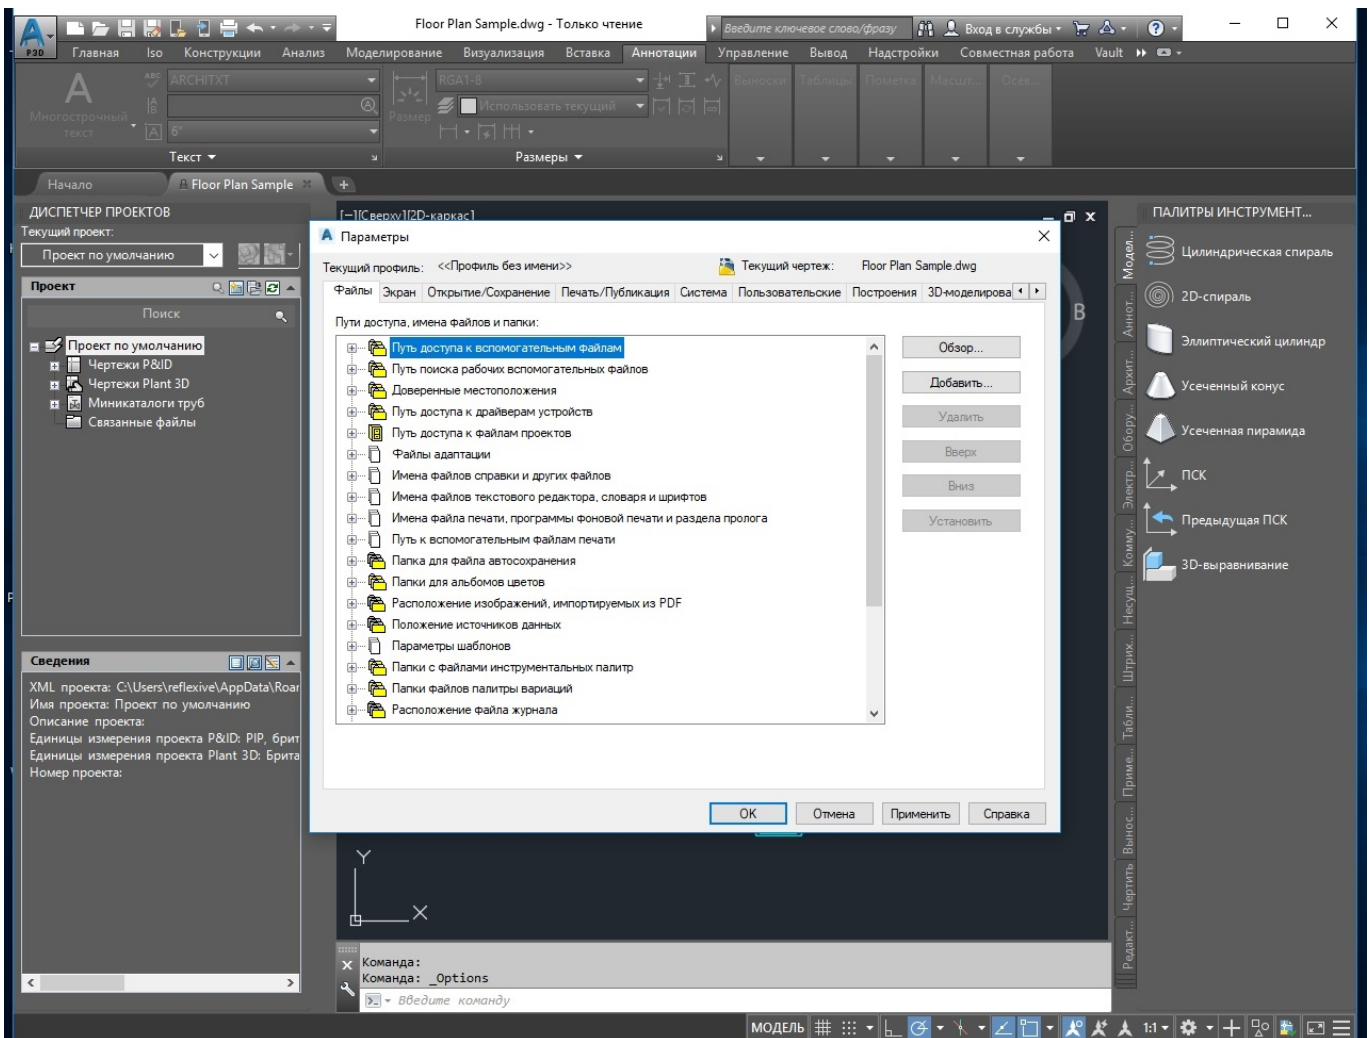 Floor Plan Sample.dwg - Только чтение
Введите ключевое слово/фразу
Вход в службы
P3D
Главная Iso Конструкции Анализ Моделирование Визуализация Вставка Аннотации Управление Вывод Надстройки Совместная работа Vault
ARCHITXT
RGA1-8
Выноски Таблицы Пометка Масшт... Осев...
Многострочный текст
Использовать текущий
Размер
6"
Текст
Размеры
Начало
Floor Plan Sample
ДИСПЕТЧЕР ПРОЕКТОВ
Текущий проект:
Проект по умолчанию
Проект
Поиск
Проект по умолчанию
Чертежи P&ID
Чертежи Plant 3D
Миникаталоги труб
Связанные файлы
Сведения
XML проекта: C:\Users\reflexive\AppData\Roar
Имя проекта: Проект по умолчанию
Описание проекта:
Единицы измерения проекта P&ID: PIP, брит
Единицы измерения проекта Plant 3D: Брита
Номер проекта:
[−][Сверху][2D-каркас]
Параметры
Текущий профиль: <<Профиль без имени>>
Текущий чертеж: Floor Plan Sample.dwg
Файлы Экран Открытие/Сохранение Печать/Публикация Система Пользовательские Построения 3D-моделирова
Пути доступа, имена файлов и папки:
Путь доступа к вспомогательным файлам
Путь поиска рабочих вспомогательных файлов
Доверенные местоположения
Путь доступа к драйверам устройств
Путь доступа к файлам проектов
Файлы адаптации
Имена файлов справки и других файлов
Имена файлов текстового редактора, словаря и шрифтов
Имена файла печати, программы фоновой печати и раздела пролога
Путь к вспомогательным файлам печати
Папка для файла автосохранения
Папки для альбомов цветов
Расположение изображений, импортируемых из PDF
Положение источников данных
Параметры шаблонов
Папки с файлами инструментальных палитр
Папки файлов палитры вариаций
Расположение файла журнала
Обзор...
Добавить...
Удалить
Вверх
Вниз
Установить
OK Отмена Применить Справка
В
Y
X
Команда:
Команда: _Options
Введите команду
ПАЛИТРЫ ИНСТРУМЕНТ...
Цилиндрическая спираль
2D-спираль
Эллиптический цилиндр
Усеченный конус
Усеченная пирамида
ПСК
Предыдущая ПСК
3D-выравнивание
Модел...
Аннот...
Архит...
Обору...
Электр...
Комму...
Несущ...
Штрих...
Табли...
Приме...
Вынос...
Чертить
Редакт...
МОДЕЛЬ
1:1